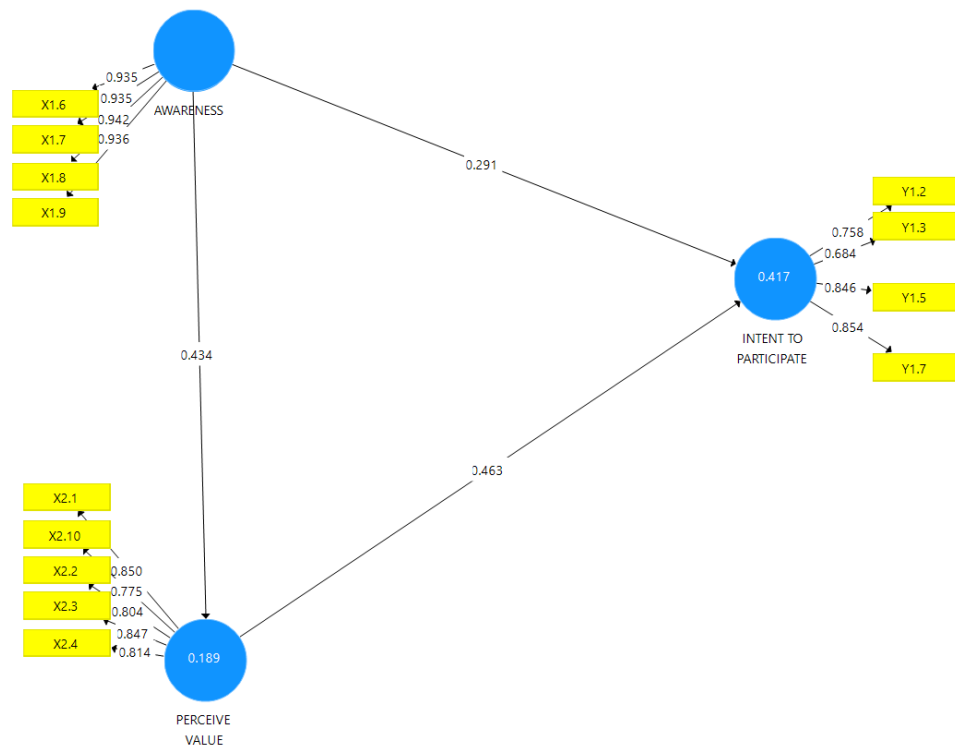 0.935
0.935
0.942
0.936
X1.6
X1.7
X1.8
X1.9
AWARENESS
0.291
0.434
0.463
Y1.2
Y1.3
Y1.5
Y1.7
0.758
0.684
0.846
0.854
0.417
INTENT TO
PARTICIPATE
X2.1
X2.10
X2.2
X2.3
X2.4
0.850
0.775
0.804
0.847
0.814
0.189
PERCEIVE
VALUE